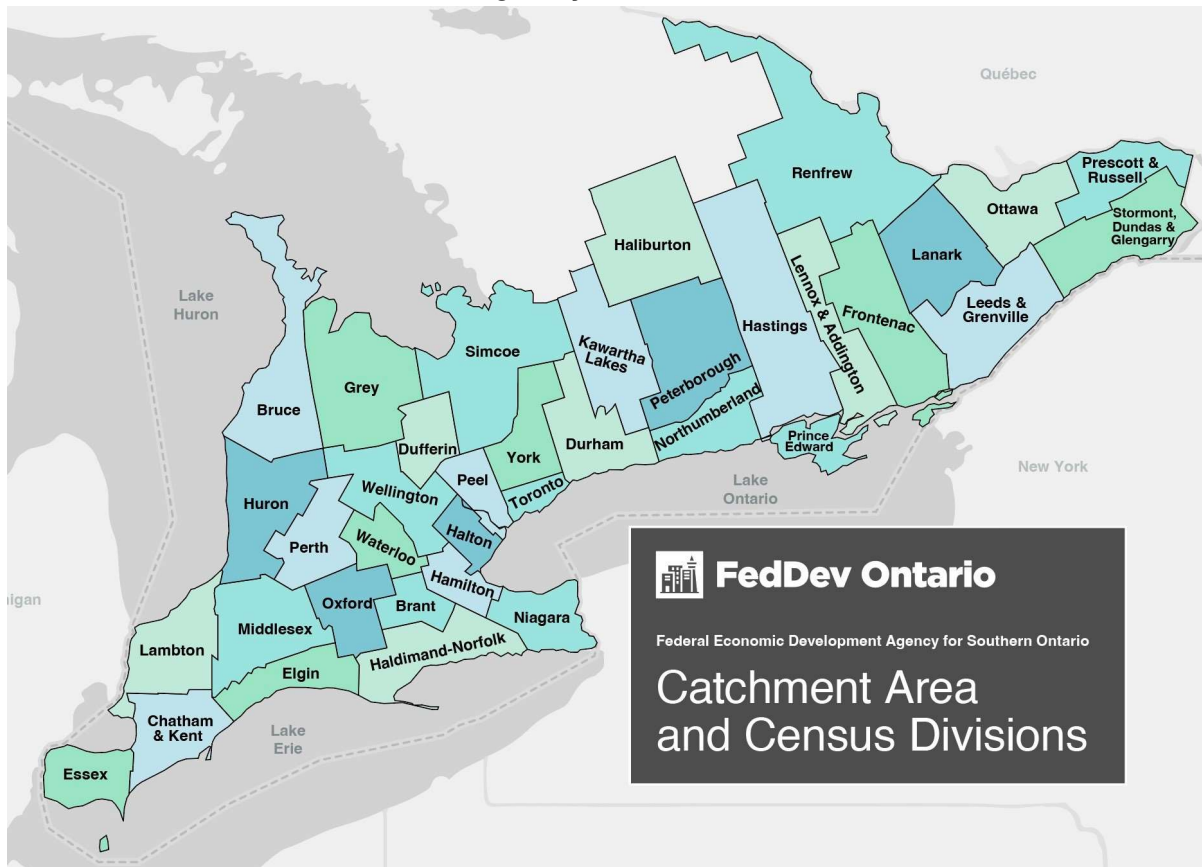 Québec
Prescott &
Russell
Renfrew
Ottawa
Stormont,
Dundas &
Glengarry
Haliburton
Lanark
Lennox & Addington
Lake
Huron
Leeds &
Grenville
Frontenac
Hastings
Kawartha
Lakes
Simcoe
Peterborough
Grey
Bruce
Northumberland
Dufferin
Durham
Prince
Edward
York
New York
Peel
Lake
Ontario
Toronto
Wellington
Huron
Halton
Waterloo
Perth
Hamilton
Oxford
Brant
Niagara
Middlesex
Haldimand-Norfolk
Lambton
Elgin
Chatham
& Kent
Lake
Erie
Essex
igan
FedDev Ontario
Federal Economic Development Agency for Southern Ontario
Catchment Area
and Census Divisions